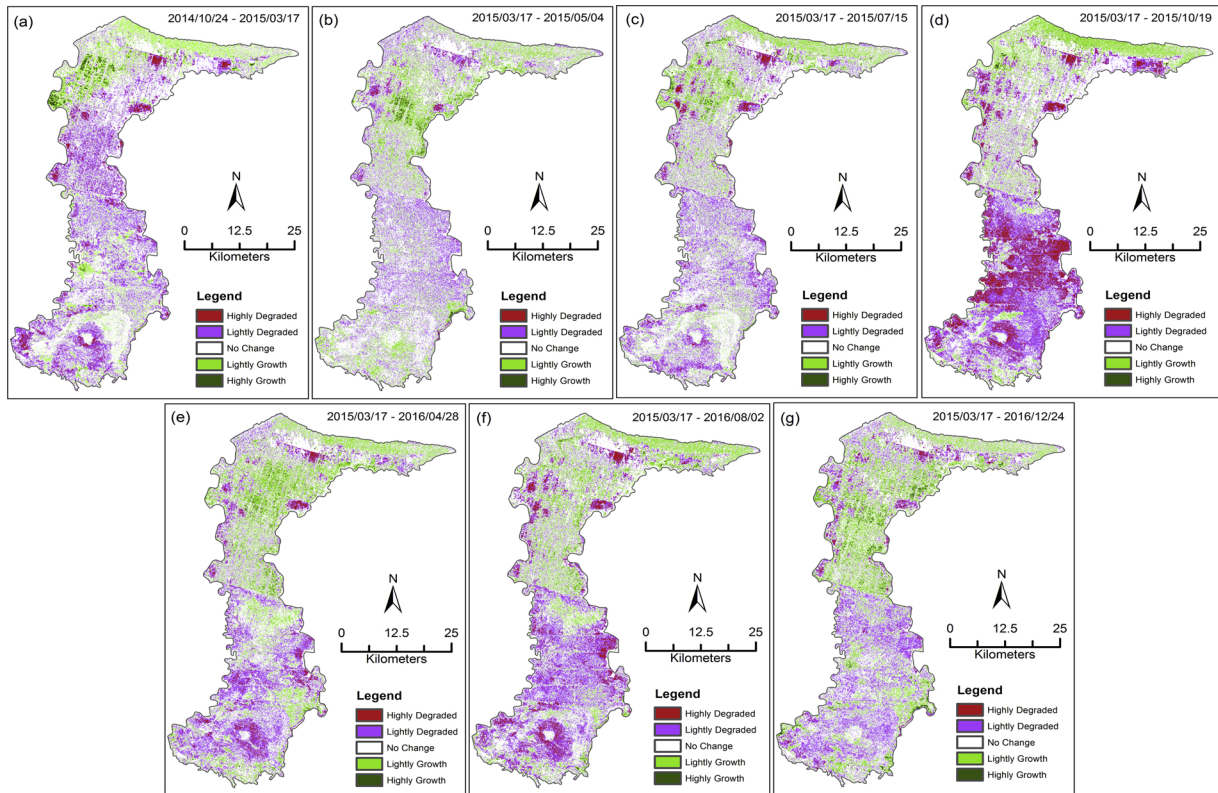 (a)
2014/10/24 - 2015/03/17
N
0 12.5 25
Kilometers
Legend
Highly Degraded
Lightly Degraded
No Change
Lightly Growth
Highly Growth
(b)
2015/03/17 - 2015/05/04
N
0 12.5 25
Kilometers
Legend
Highly Degraded
Lightly Degraded
No Change
Lightly Growth
Highly Growth
(c)
2015/03/17 - 2015/07/15
N
0 12.5 25
Kilometers
Legend
Highly Degraded
Lightly Degraded
No Change
Lightly Growth
Highly Growth
(d)
2015/03/17 - 2015/10/19
N
0 12.5 25
Kilometers
Legend
Highly Degraded
Lightly Degraded
No Change
Lightly Growth
Highly Growth
(e)
2015/03/17 - 2016/04/28
N
0 12.5 25
Kilometers
Legend
Highly Degraded
Lightly Degraded
No Change
Lightly Growth
Highly Growth
(f)
2015/03/17 - 2016/08/02
N
0 12.5 25
Kilometers
Legend
Highly Degraded
Lightly Degraded
No Change
Lightly Growth
Highly Growth
(g)
2015/03/17 - 2016/12/24
N
0 12.5 25
Kilometers
Legend
Highly Degraded
Lightly Degraded
No Change
Lightly Growth
Highly Growth